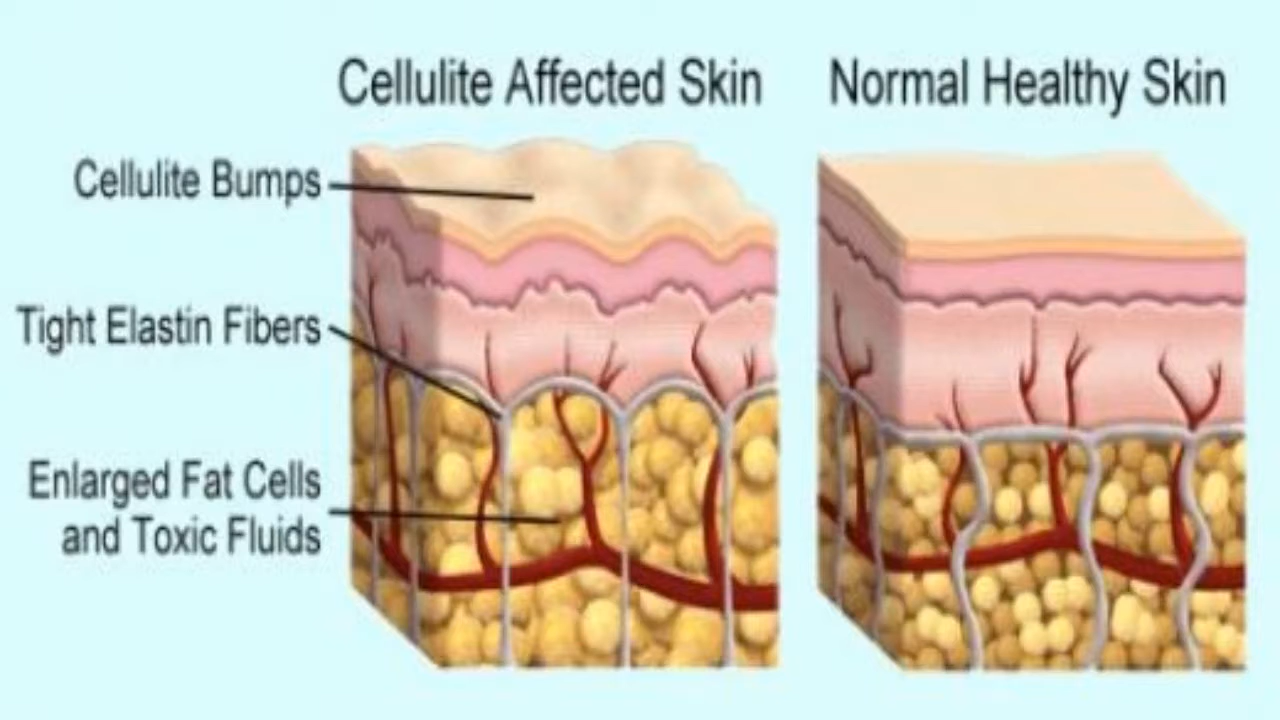 Cellulite Affected Skin
Normal Healthy Skin
Cellulite Bumps
Tight Elastin Fibers
Enlarged Fat Cells
and Toxic Fluids